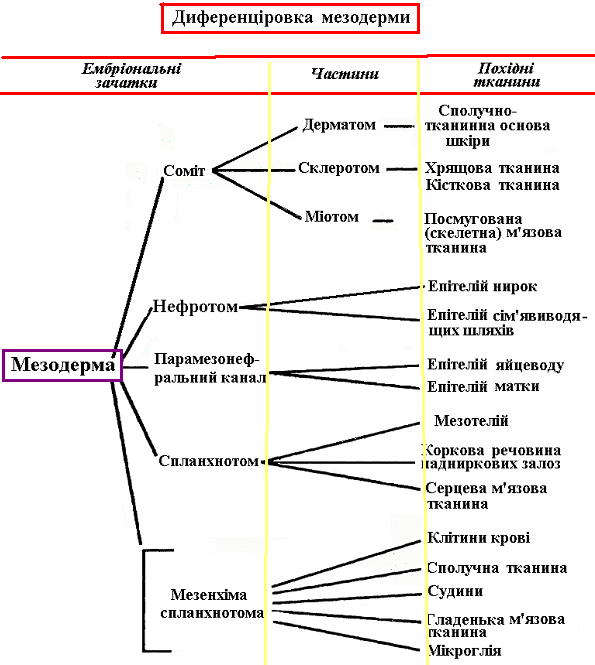 Диференціровка мезодерми
Ембріональні
зачатки
Частини
Похідні
тканини
Мезодерма
Соміт
Дерматом
Сполучно-
тканинна основа
шкіри
Склеротом
Хрящова тканина
Кісткова тканина
Міотом
Посмугована
(скелетна) м'язова
тканина
Нефротом
Епітелій нирок
Епітелій сім'явиводя-
щих шляхів
Парамезонеф-
ральний канал
Епітелій яйцеводу
Епітелій матки
Спланхнотом
Мезотелій
Коркова речовина
надниркових залоз
Серцева м'язова
тканина
Мезенхіма
спланхнотома
Клітини крові
Сполучна тканина
Судини
Гладенька м'язова
тканина
Мікроглія